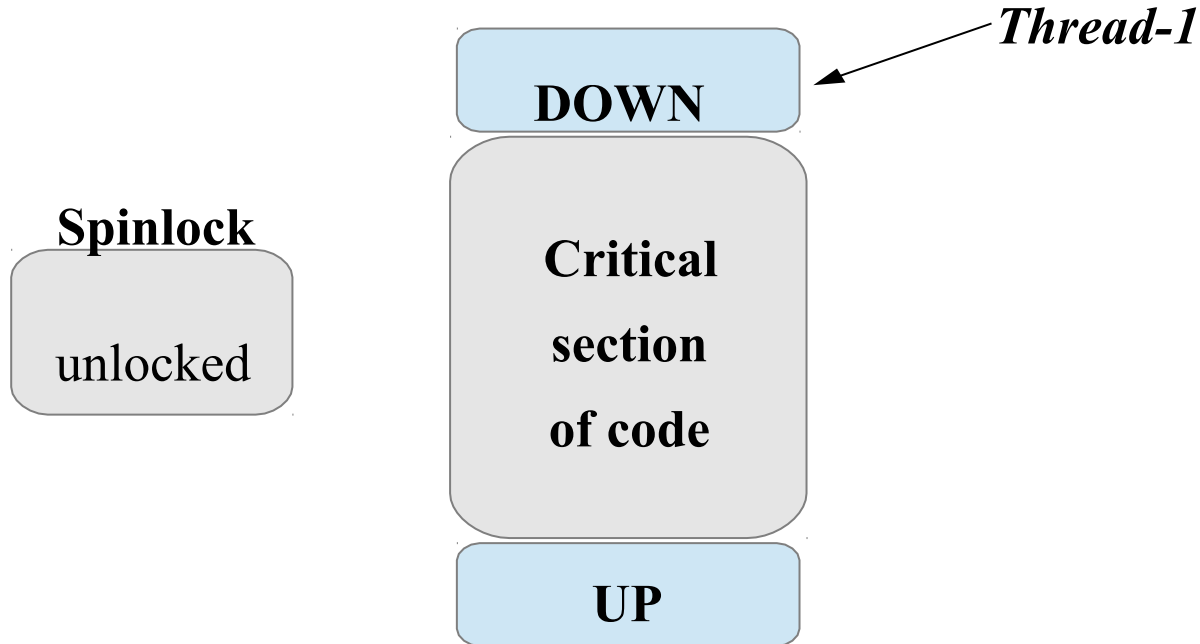 Thread-1
DOWN
Spinlock
unlocked
Critical
section
of code
UP